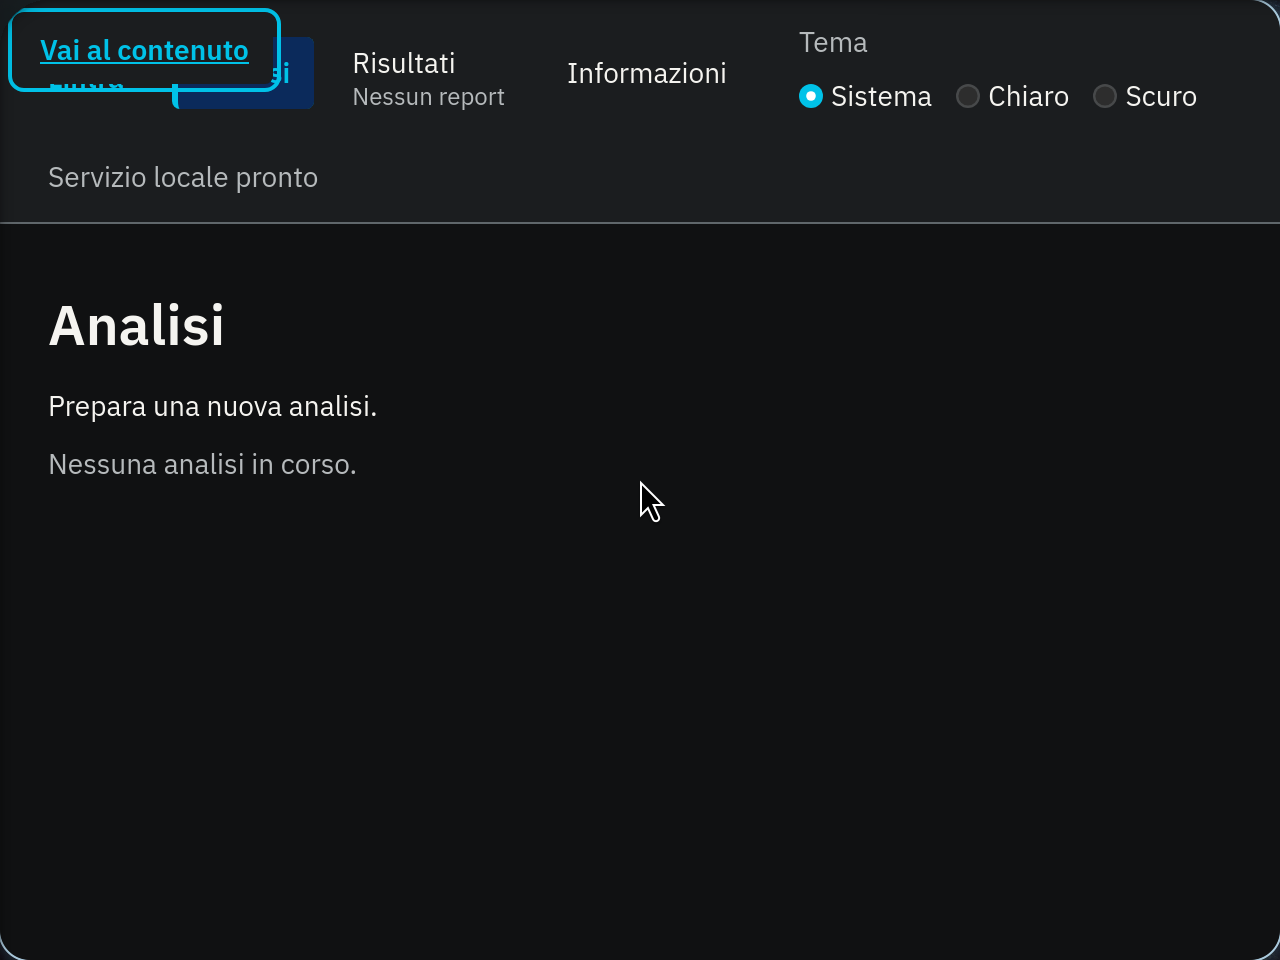 Vai al contenuto
Risultati
Nessun report
Informazioni
Tema
Sistema
Chiaro
Scuro
Servizio locale pronto
Analisi
Prepara una nuova analisi.
Nessuna analisi in corso.